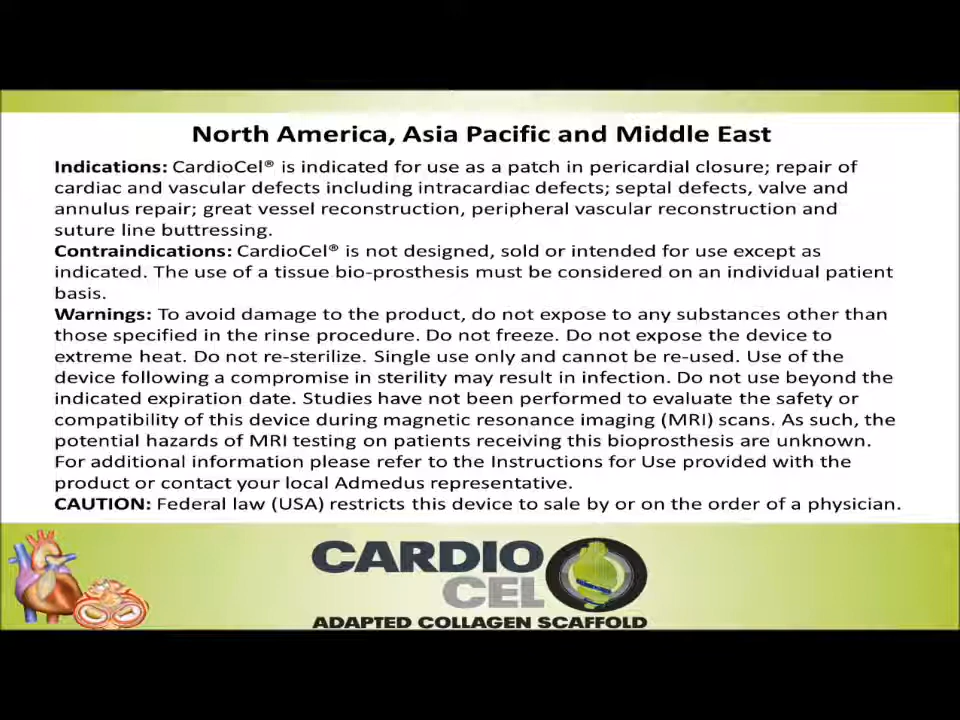 North America, Asia Pacific and Middle East
Indications: CardioCel® is indicated for use as a patch in pericardial closure; repair of
cardiac and vascular defects including intracardiac defects; septal defects, valve and
annulus repair; great vessel reconstruction, peripheral vascular reconstruction and
suture line buttressing.
Contraindications: CardioCel® is not designed, sold or intended for use except as
indicated. The use of a tissue bio-prosthesis must be considered on an individual patient
basis.
Warnings: To avoid damage to the product, do not expose to any substances other than
those specified in the rinse procedure. Do not freeze. Do not expose the device to
extreme heat. Do not re-sterilize. Single use only and cannot be re-used. Use of the
device following a compromise in sterility may result in infection. Do not use beyond the
indicated expiration date. Studies have not been performed to evaluate the safety or
compatibility of this device during magnetic resonance imaging (MRI) scans. As such, the
potential hazards of MRI testing on patients receiving this bioprosthesis are unknown.
For additional information please refer to the Instructions for Use provided with the
product or contact your local Admedus representative.
CAUTION: Federal law (USA) restricts this device to sale by or on the order of a physician.
CARDIO
CEL
ADAPTED COLLAGEN SCAFFOLD